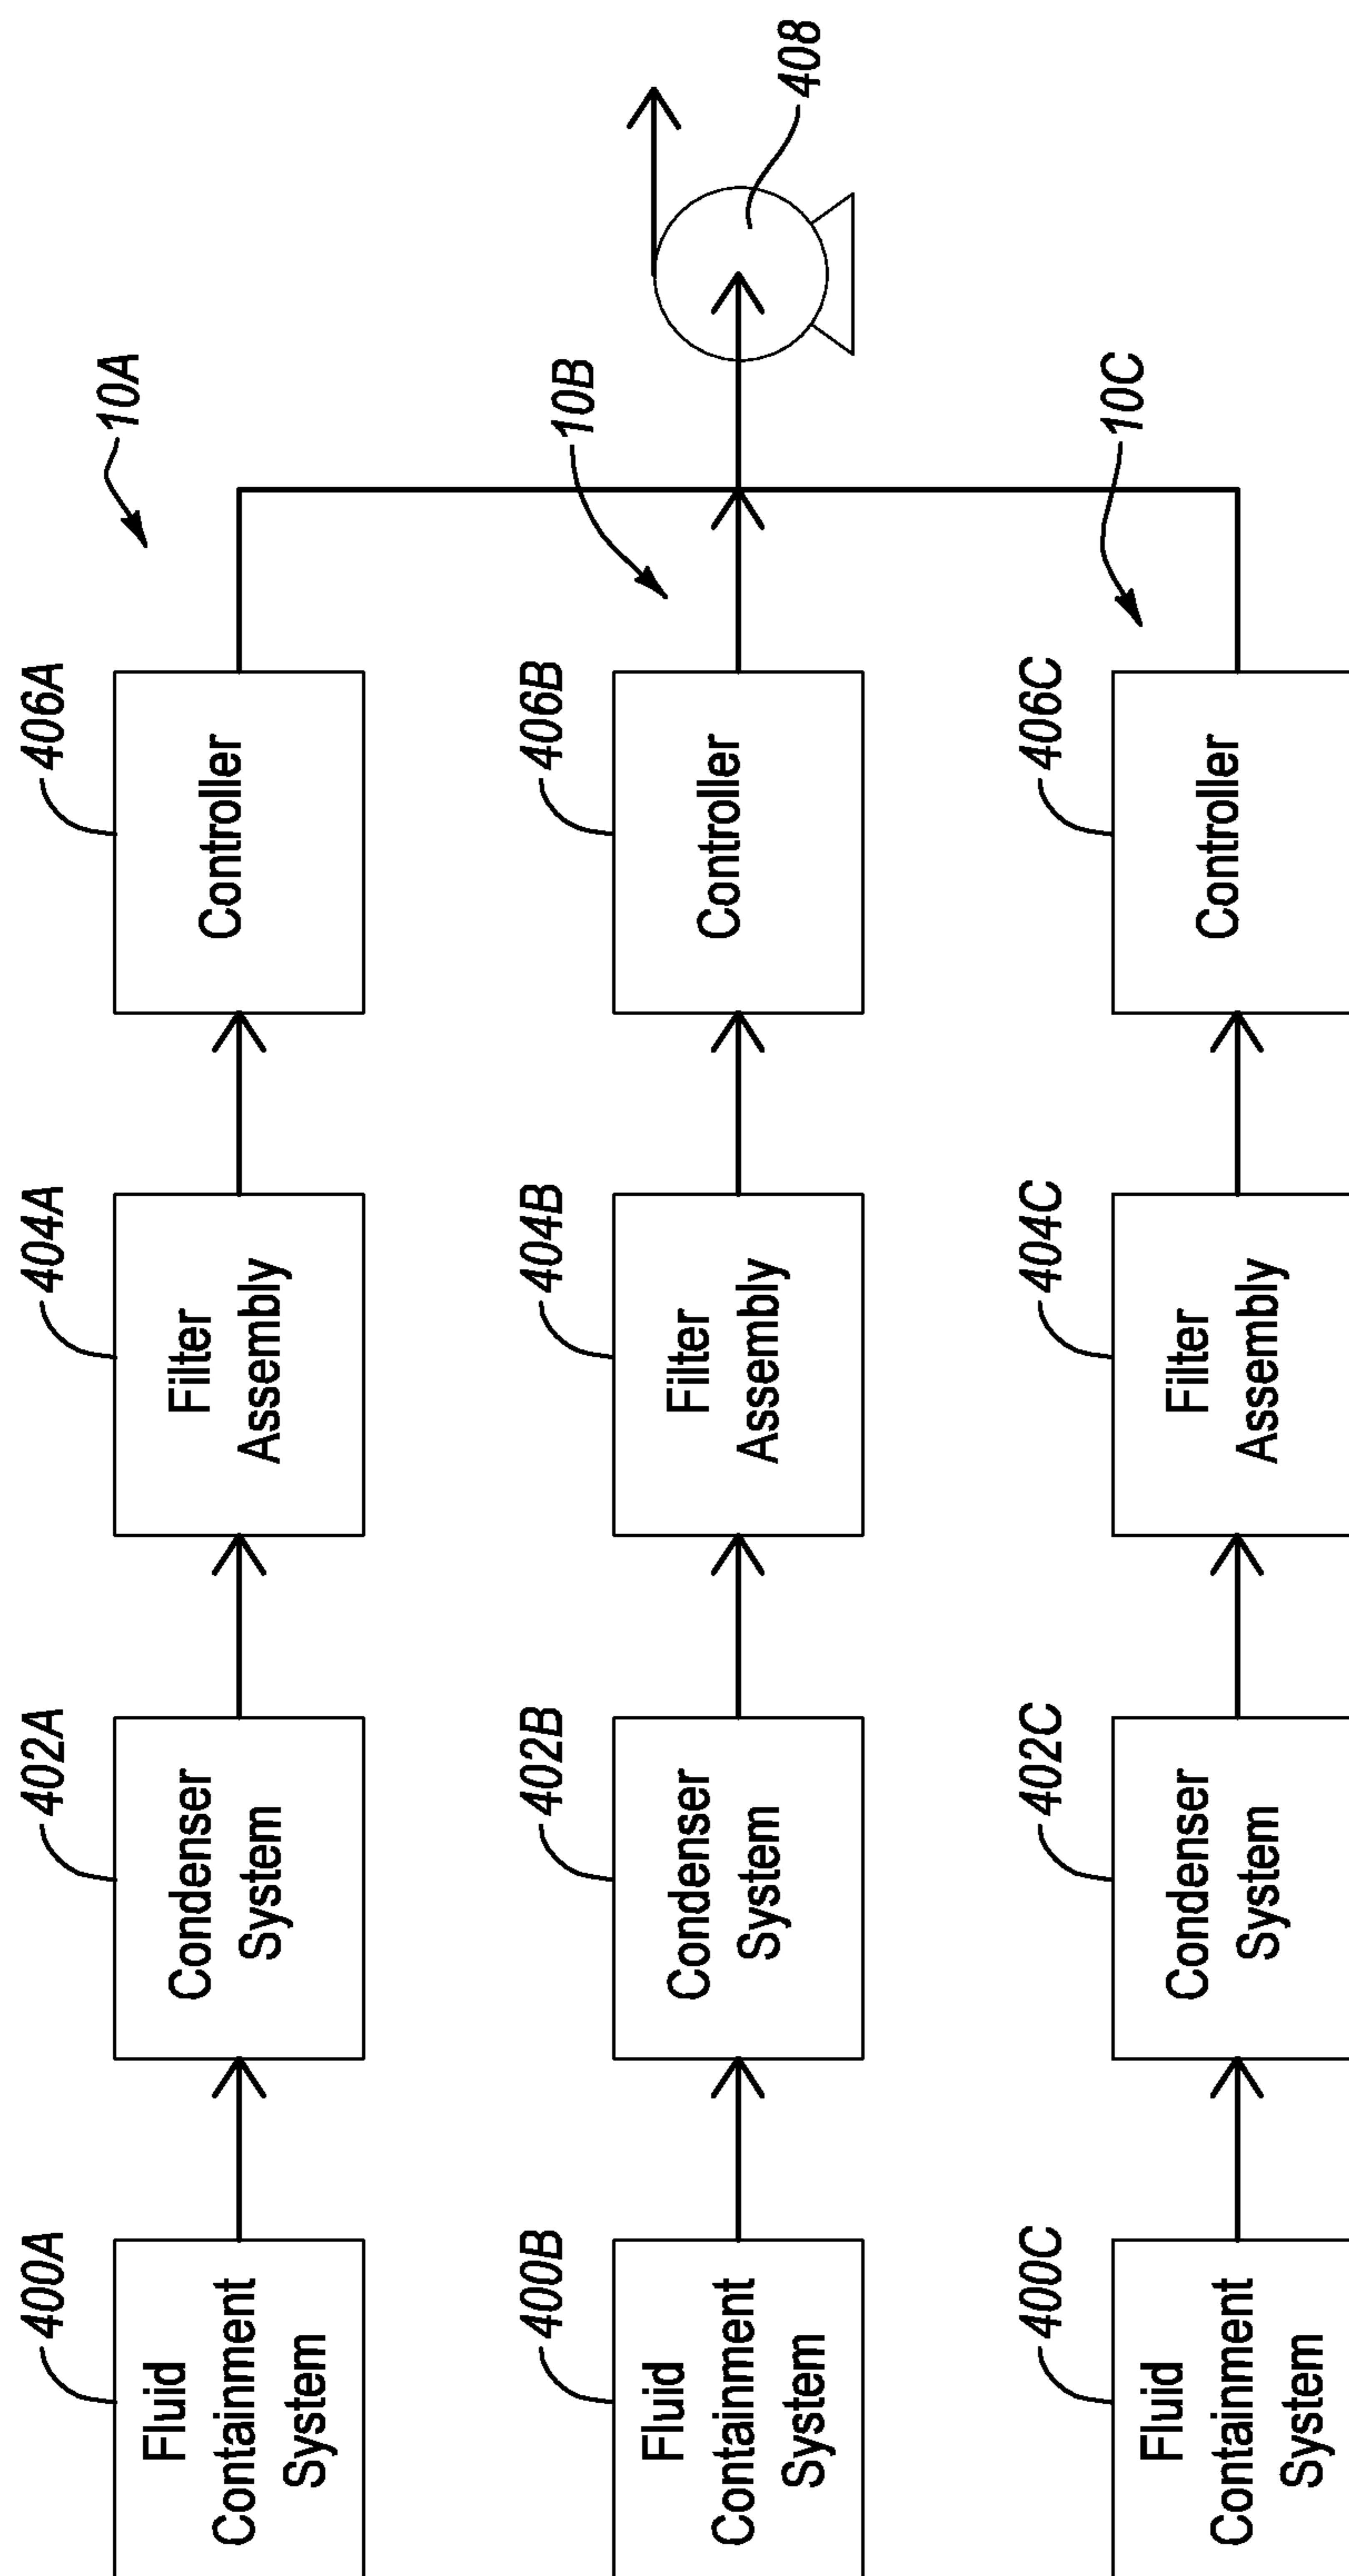 400A
402A
404A
406A
10A
Fluid
Containment
System
Condenser
System
Filter
Assembly
Controller
408
400B
402B
404B
406B
10B
Fluid
Containment
System
Condenser
System
Filter
Assembly
Controller
400C
402C
404C
406C
10C
Fluid
Containment
System
Condenser
System
Filter
Assembly
Controller